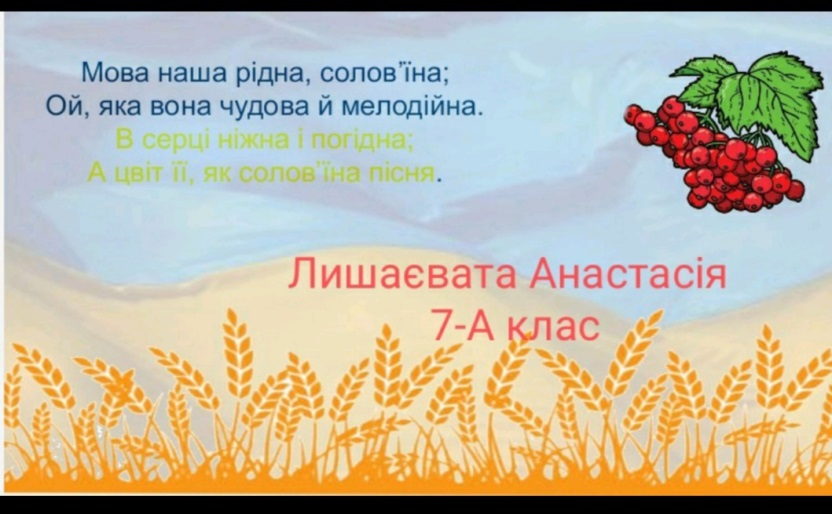 Мова наша рідна, солов’їна;
Ой, яка вона чудова й мелодійна.
В серці ніжна і погідна;
А цвіт її, як солов’їна пісня.
Лишаєвата Анастасія
7-А клас